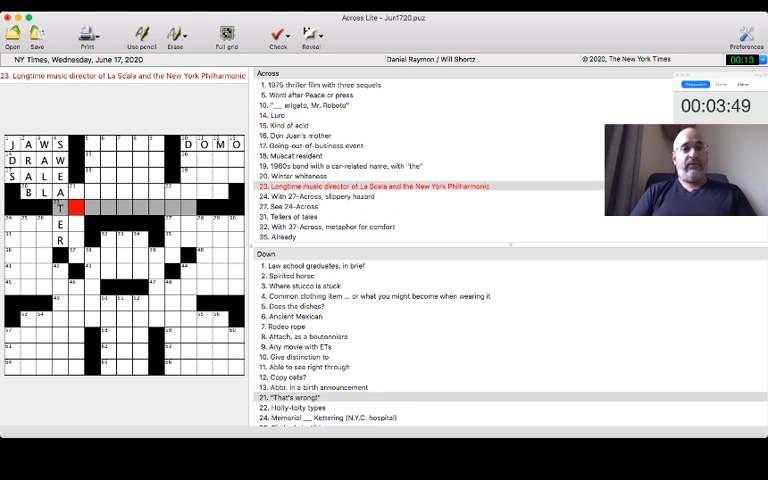 Across Lite - Jun1720.puz
Open
Save
Print
Use pencil
Erase
Full grid
Check
Reveal
Preferences
NY Times, Wednesday, June 17, 2020
Daniel Raymon / Will Shortz
© 2020, The New York Times
00:13
23. Longtime music director of La Scala and the New York Philharmonic
J A W S
D O M O
D R A W
S A L E
B L A
T
E
R
Across
1. 1975 thriller film with three sequels
5. Word after Peace or press
10. "___ arigato, Mr. Roboto"
14. Lure
15. Kind of acid
16. Don Juan's mother
17. Going-out-of-business event
18. Muscat resident
19. 1960s band with a car-related name, with "the"
20. Winter whiteness
23. Longtime music director of La Scala and the New York Philharmonic
24. With 27-Across, slippery hazard
27. See 24-Across
31. Tellers of tales
32. With 37-Across, metaphor for comfort
35. Already
Down
1. Law school graduates, in brief
2. Spirited horse
3. Where stucco is stuck
4. Common clothing item ... or what you might become when wearing it
5. Does the dishes?
6. Ancient Mexican
7. Rodeo rope
8. Attach, as a boutonniere
9. Any movie with ETs
10. Give distinction to
11. Able to see right through
12. Copy cats?
13. Abbr. in a birth announcement
21. "That's wrong!"
22. Hoity-toity types
24. Memorial ___ Kettering (N.Y.C. hospital)
00:03:49